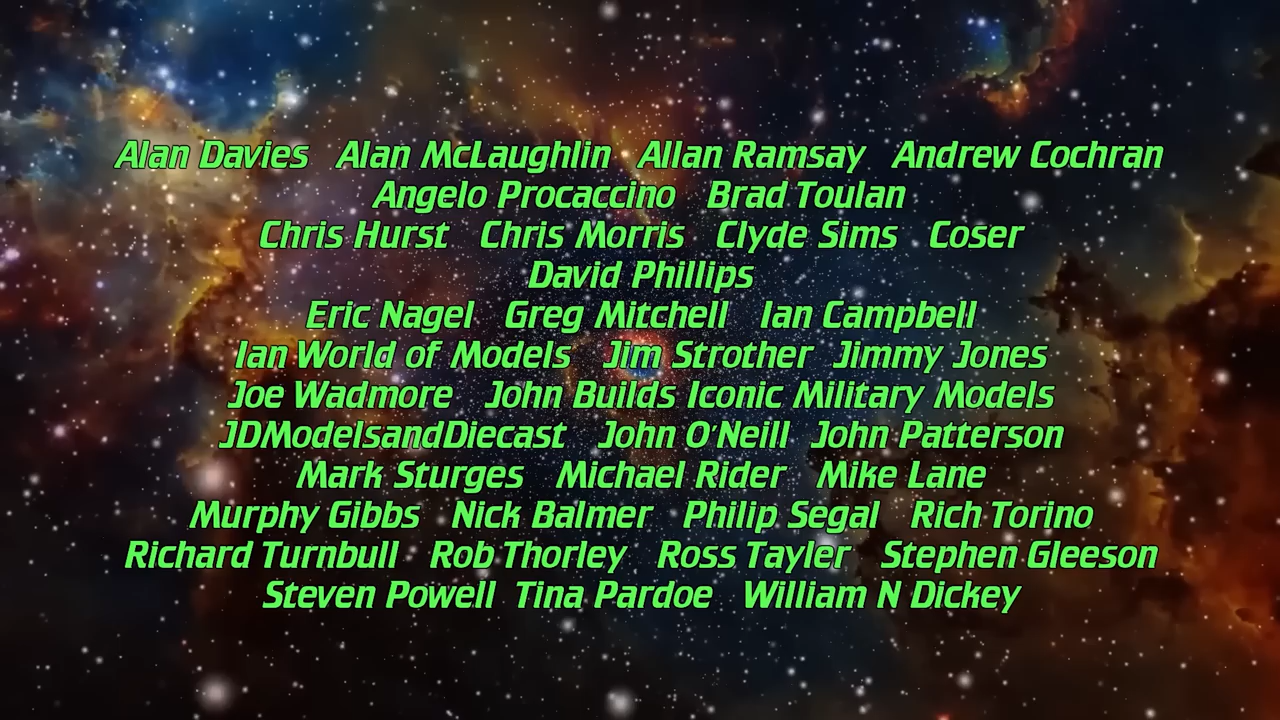 Alan Davies Alan McLaughlin Allan Ramsay Andrew Cochran
Angelo Procaccino Brad Toulan
Chris Hurst Chris Morris Clyde Sims Coser
David Phillips
Eric Nagel Greg Mitchell Ian Campbell
Ian World of Models Jim Strother Jimmy Jones
Joe Wadmore John Builds Iconic Military Models
JDModelsandDiecast John O'Neill John Patterson
Mark Sturges Michael Rider Mike Lane
Murphy Gibbs Nick Balmer Philip Segal Rich Torino
Richard Turnbull Rob Thorley Ross Tayler Stephen Gleeson
Steven Powell Tina Pardoe William N Dickey